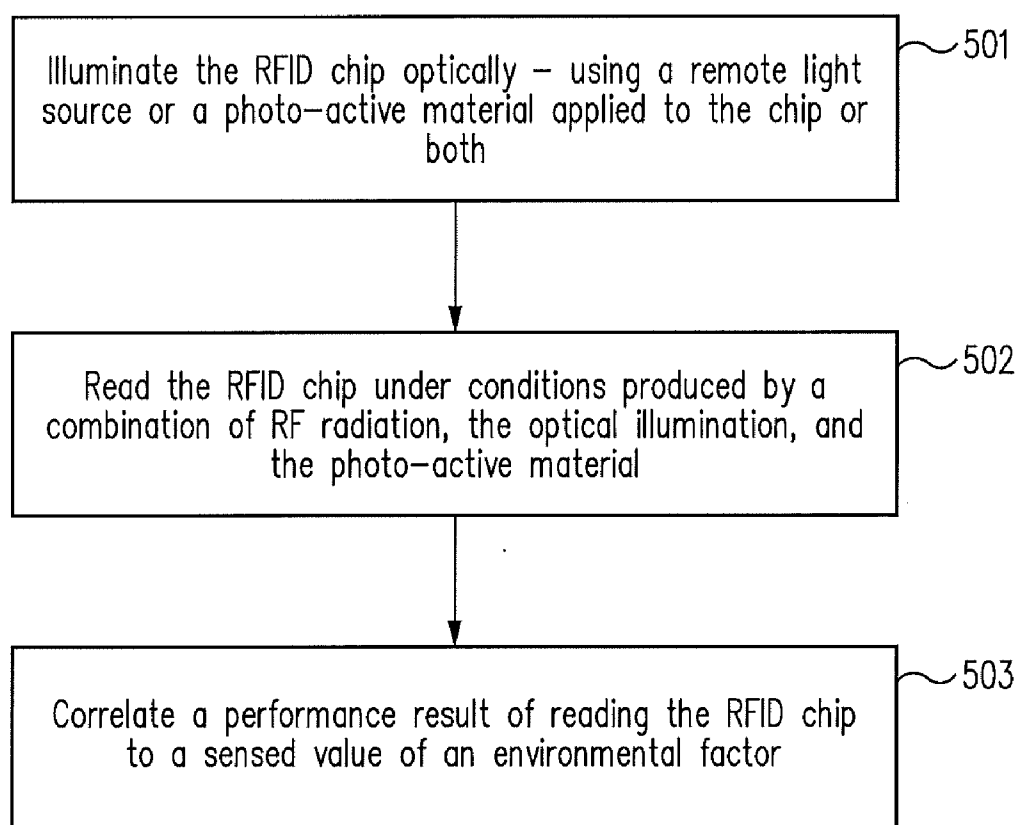 Illuminate the RFID chip optically – using a remote light
source or a photo–active material applied to the chip or
both
501
Read the RFID chip under conditions produced by a
combination of RF radiation, the optical illumination, and
the photo–active material
502
Correlate a performance result of reading the RFID chip
to a sensed value of an environmental factor
503